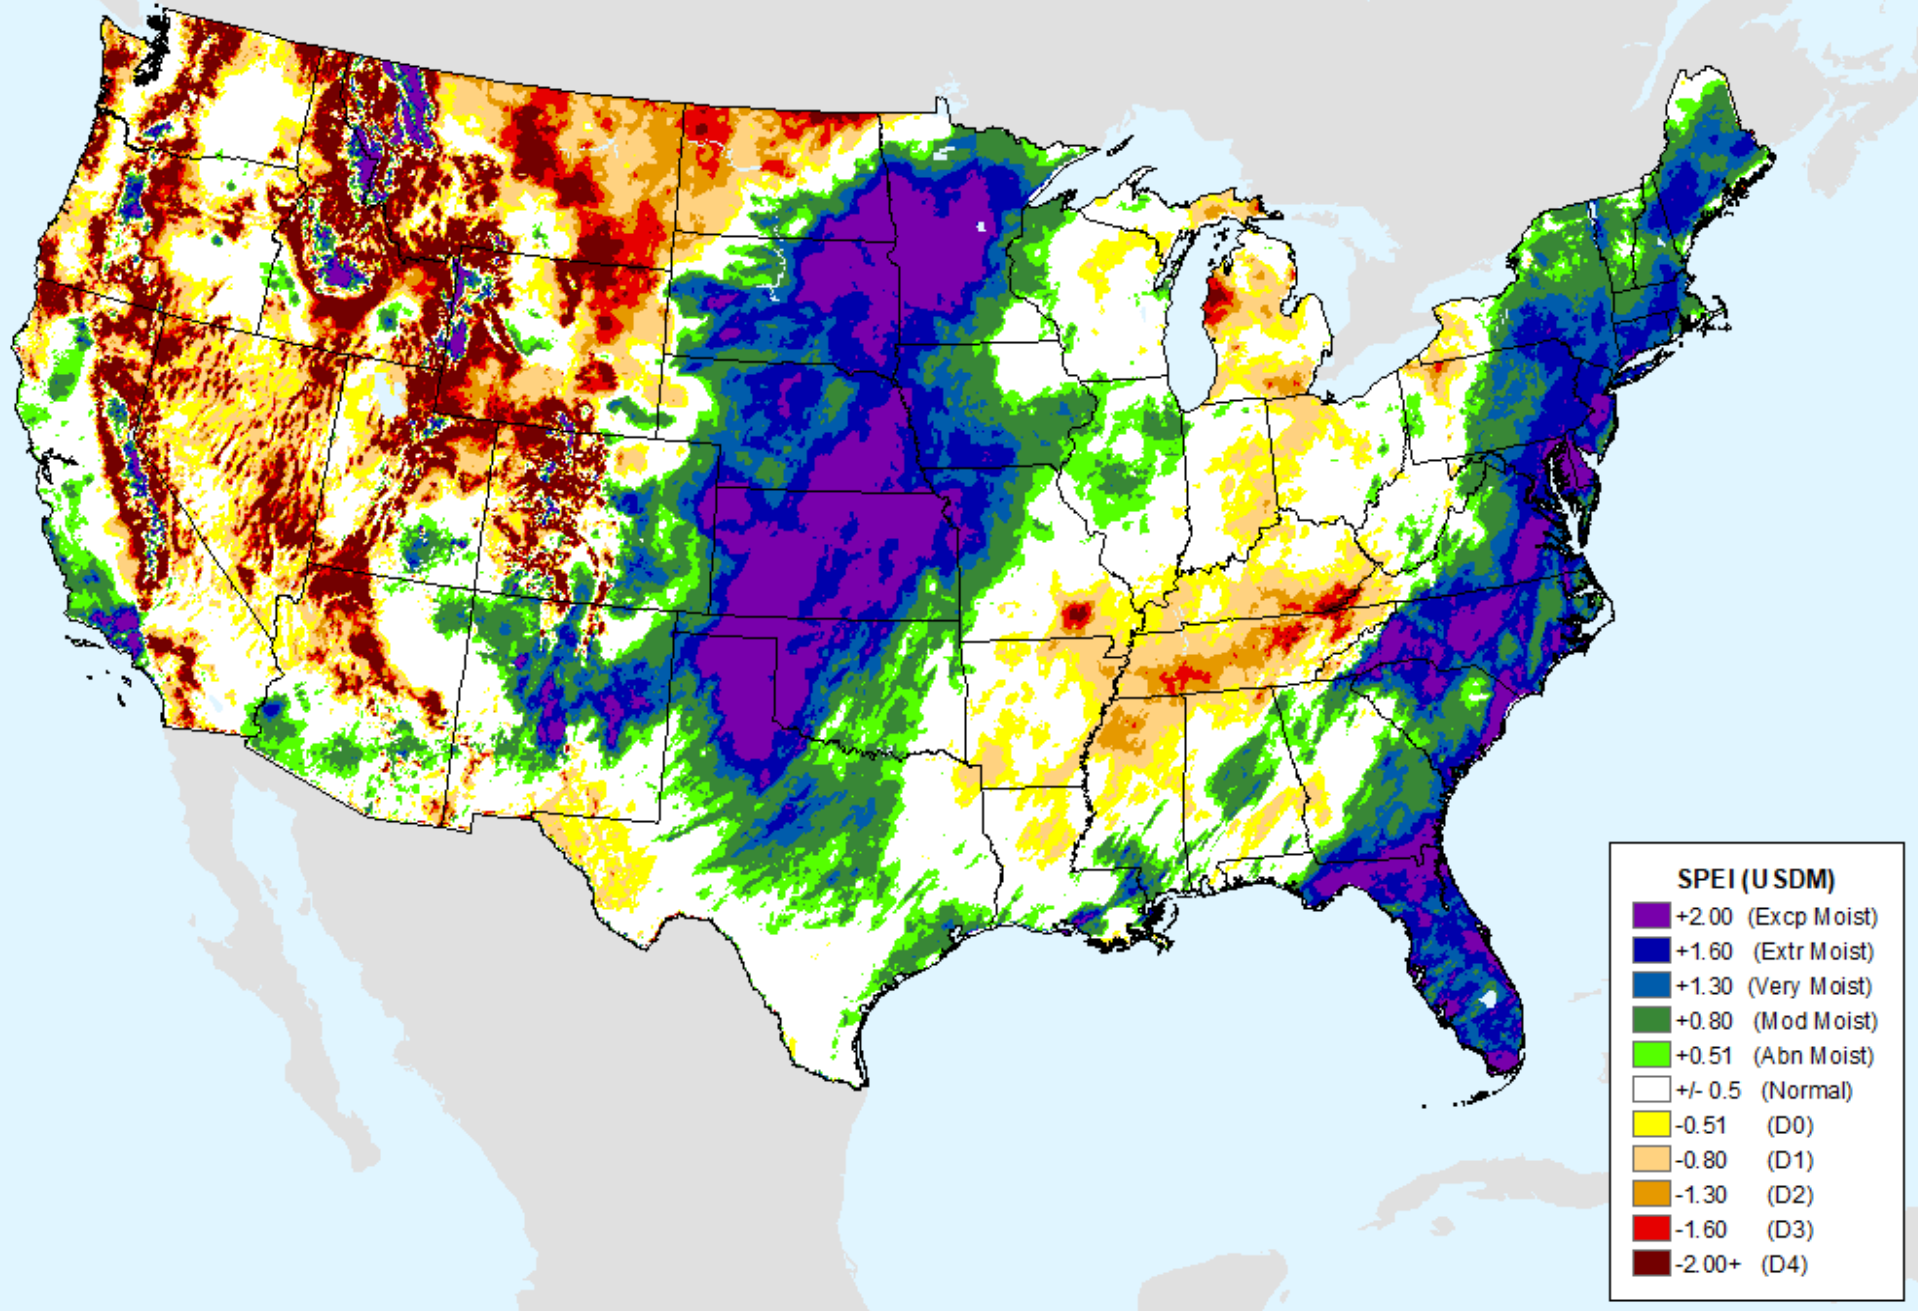 SPEI (USDM)
+2.00 (Excp Moist)
+1.60 (Extr Moist)
+1.30 (Very Moist)
+0.80 (Mod Moist)
+0.51 (Abn Moist)
+/- 0.5 (Normal)
-0.51 (D0)
-0.80 (D1)
-1.30 (D2)
-1.60 (D3)
-2.00+ (D4)